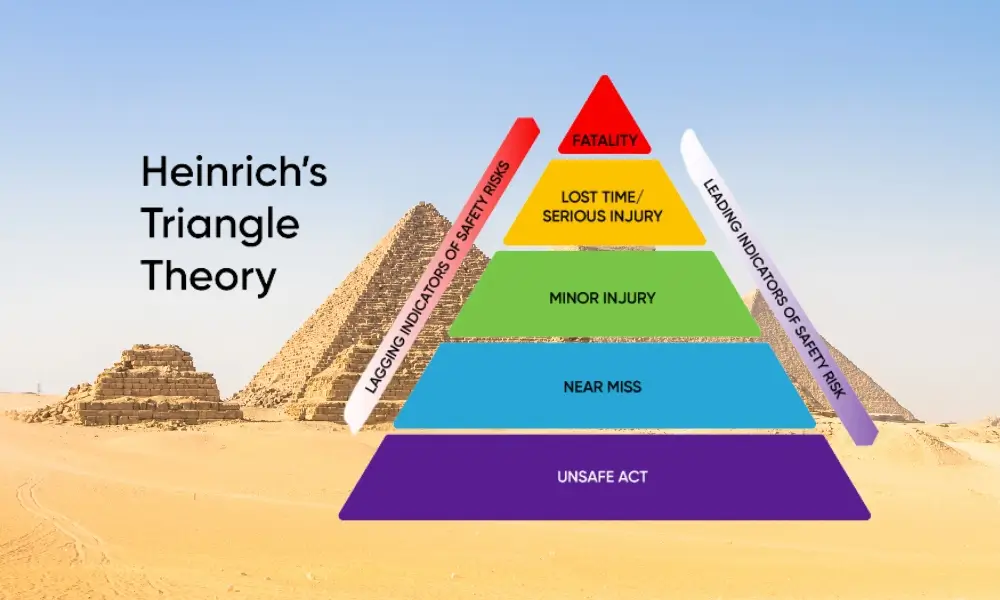 Heinrich's
Triangle
Theory
LAGGING INDICATORS OF SAFETY RISKS
FATALITY
LOST TIME/
SERIOUS INJURY
MINOR INJURY
NEAR MISS
UNSAFE ACT
LEADING INDICATORS OF SAFETY RISK